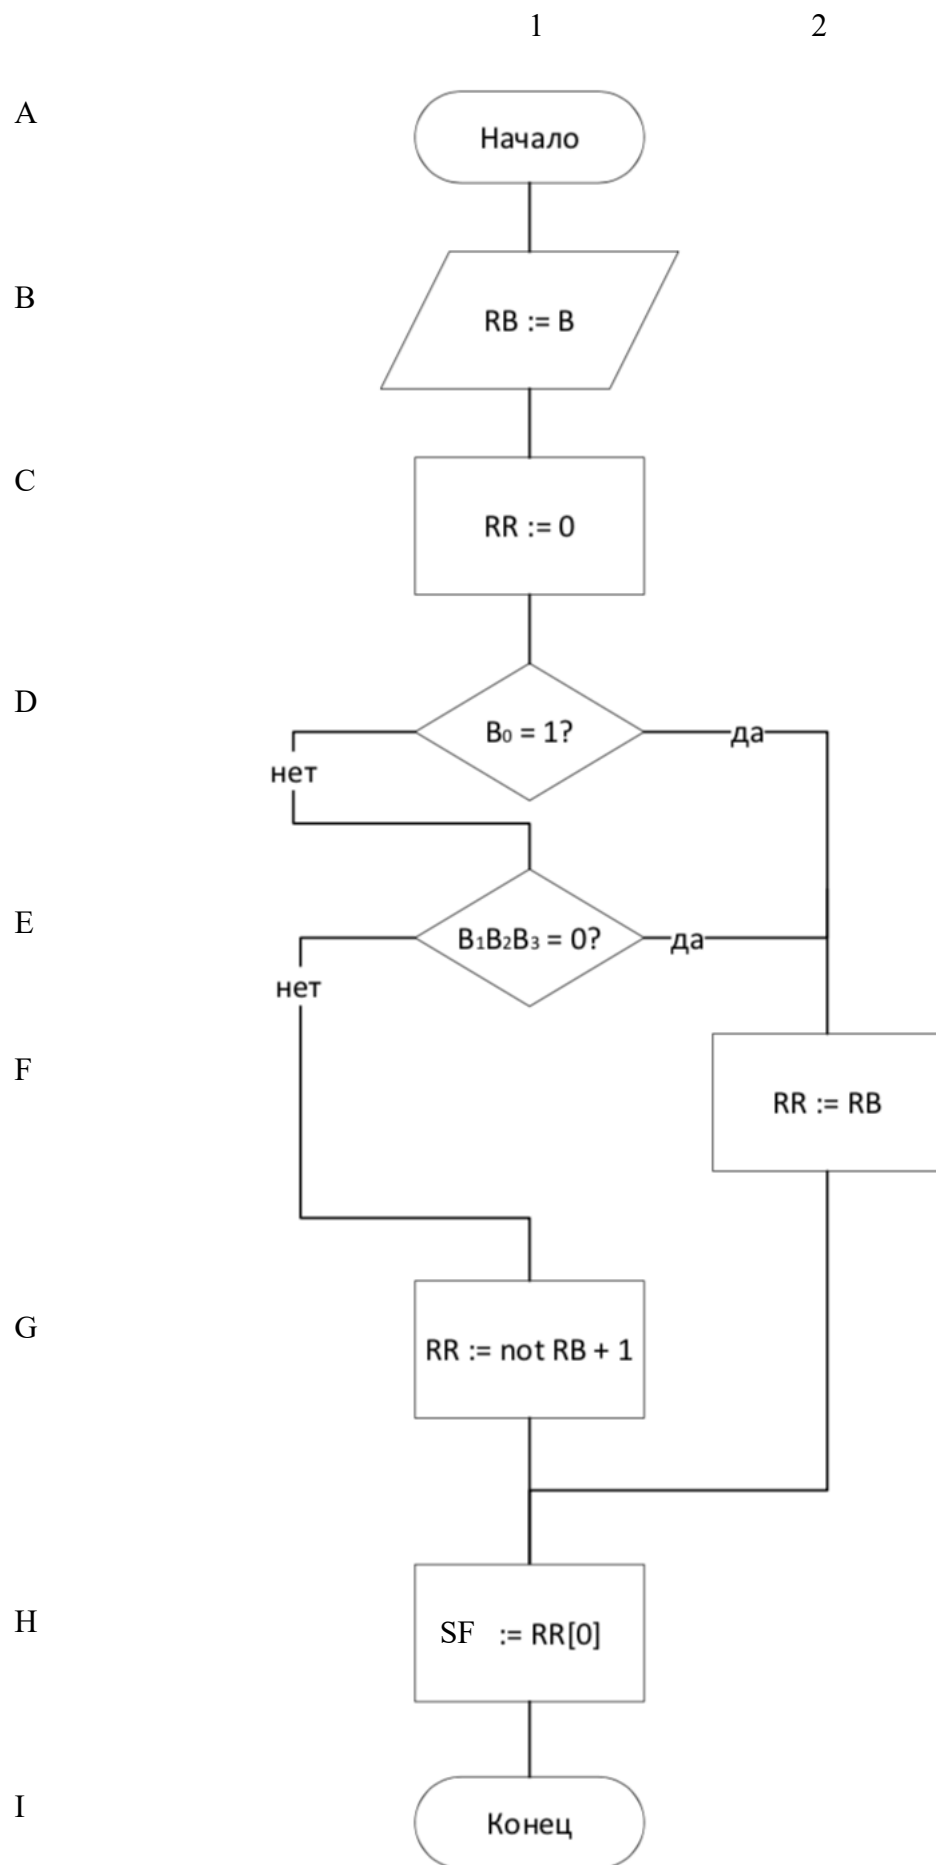 1 2
A
Начало
B
RB := B
C
RR := 0
D
B₀ = 1?
да
нет
E
B₁B₂B₃ = 0?
да
нет
F
RR := RB
G
RR := not RB + 1
H
SF := RR[0]
I
Конец